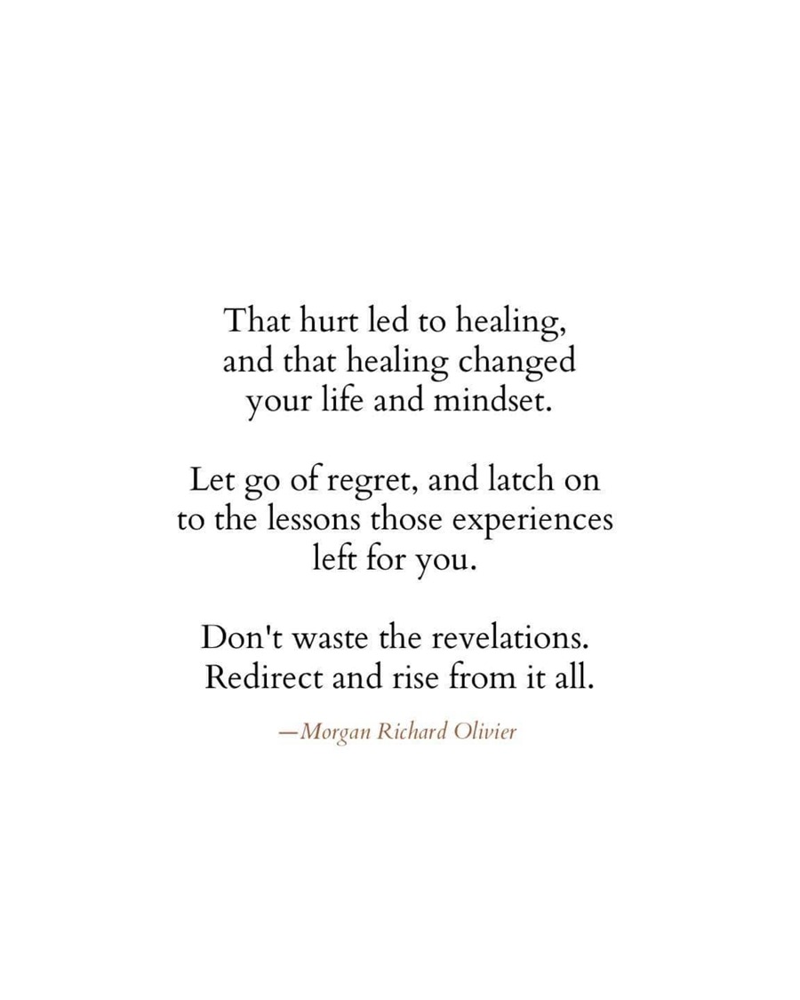 That hurt led to healing,
and that healing changed
your life and mindset.
Let go of regret, and latch on
to the lessons those experiences
left for you.
Don't waste the revelations.
Redirect and rise from it all.
—Morgan Richard Olivier